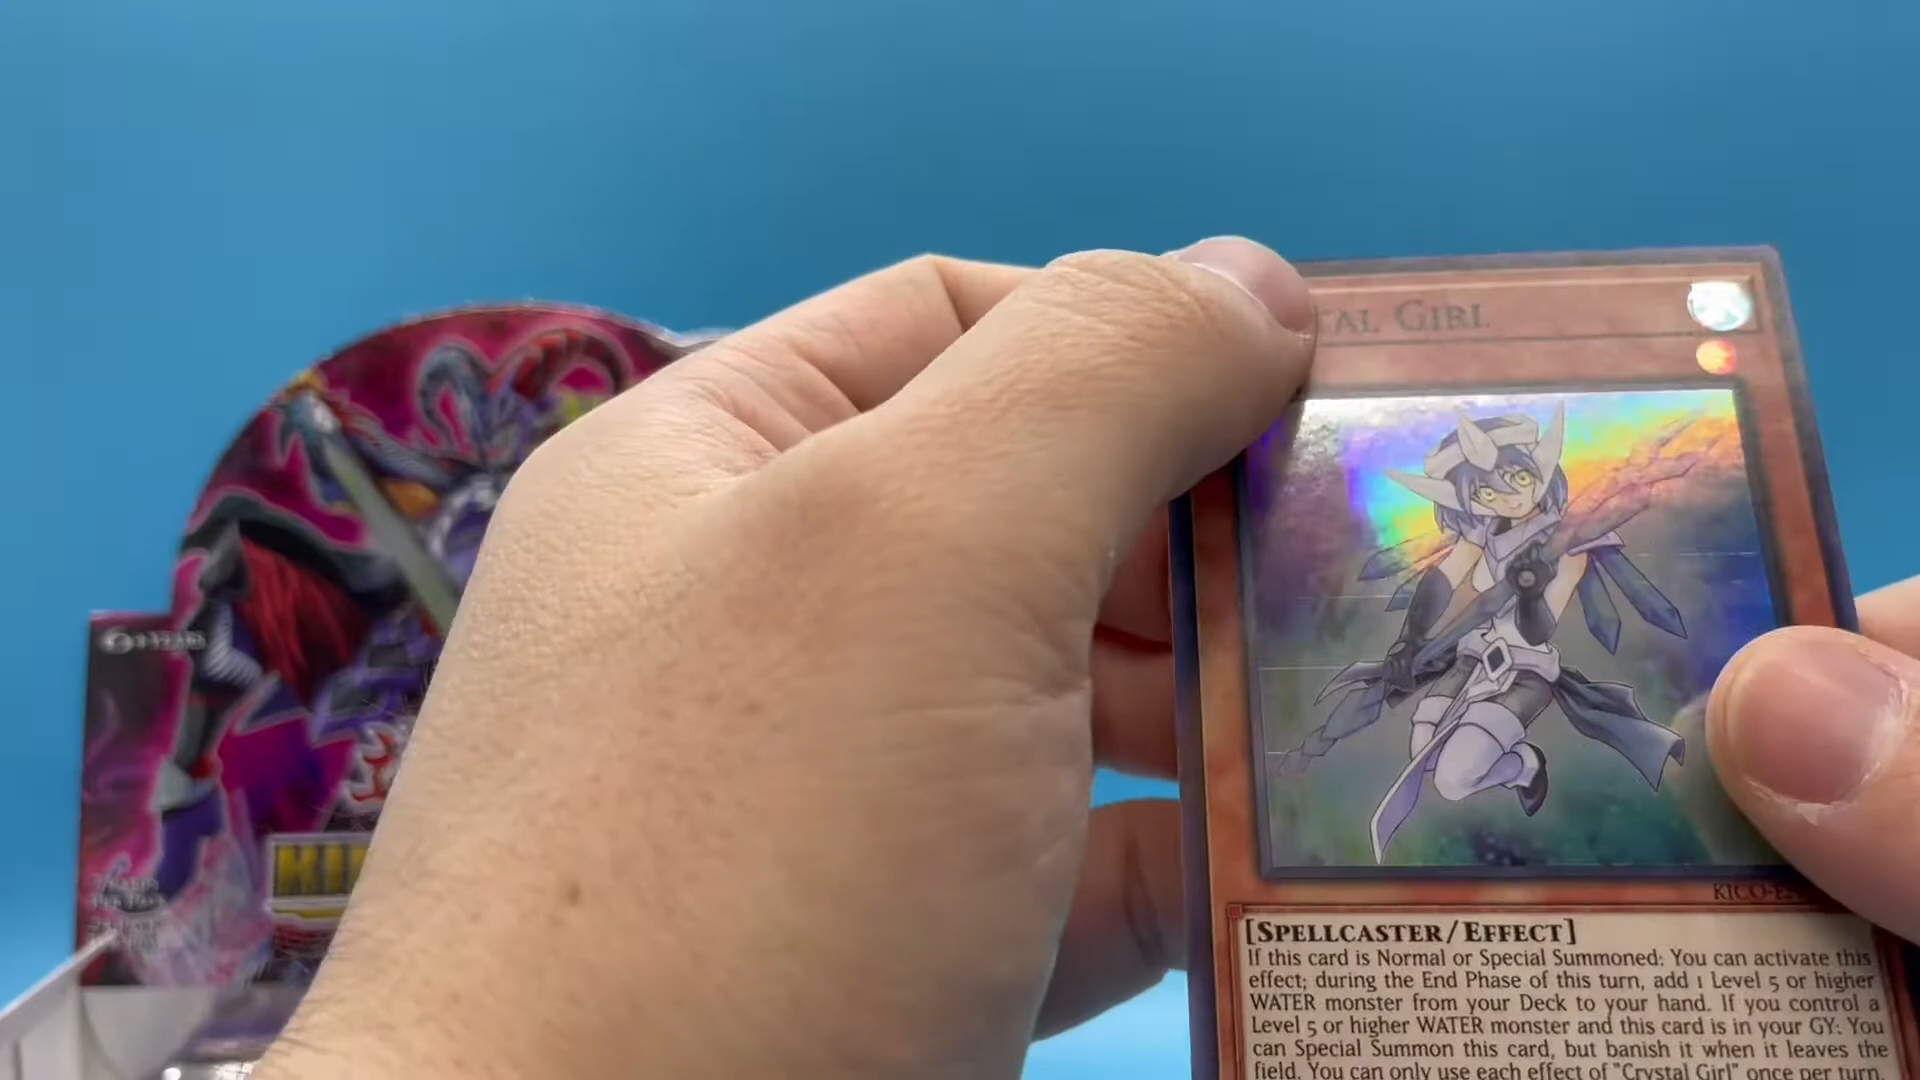 TAL GIRL
6+ YEARS
KI
KICO-E
[SPELLCASTER/EFFECT]
If this card is Normal or Special Summoned: You can activate this
effect; during the End Phase of this turn, add 1 Level 5 or higher
WATER monster from your Deck to your hand. If you control a
Level 5 or higher WATER monster and this card is in your GY: You
can Special Summon this card, but banish it when it leaves the
field. You can only use each effect of "Crystal Girl" once per turn.